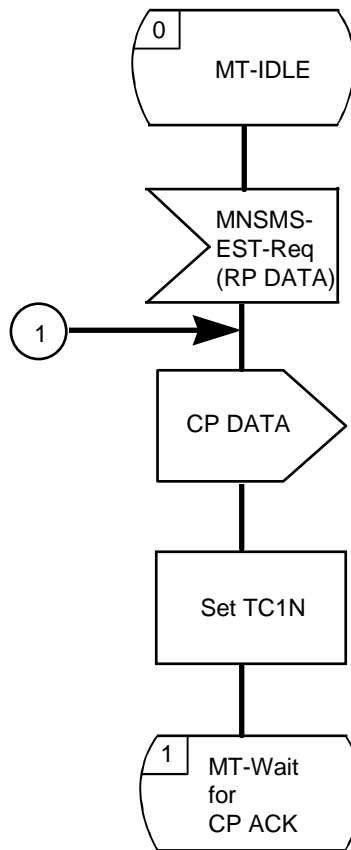 0
MT-IDLE
MNSMS-
EST-Req
(RP DATA)
1
CP DATA
Set TC1N
1
MT-Wait
for
CP ACK